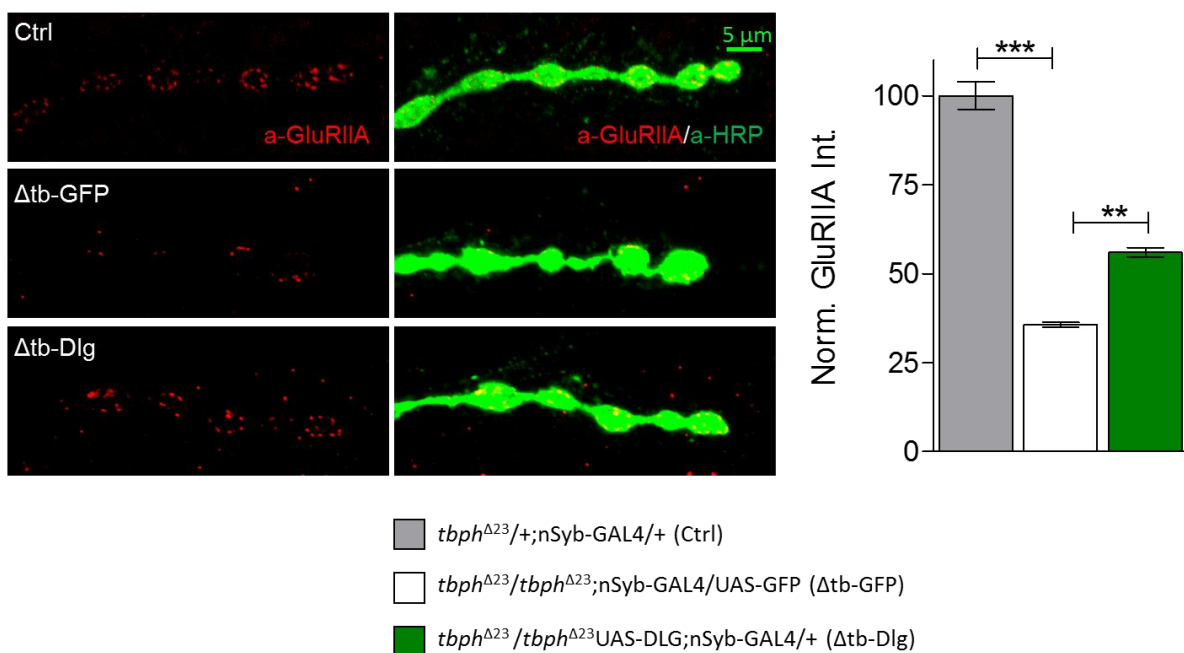 Ctrl
a-GluRIIA
5 µm
a-GluRIIA/a-HRP
Δtb-GFP
Δtb-Dlg
Norm. GluRIIA Int.
100
75
50
25
0
***
**
tbphΔ23/+;nSyb-GAL4/+ (Ctrl)
tbphΔ23/tbphΔ23;nSyb-GAL4/UAS-GFP (Δtb-GFP)
tbphΔ23/tbphΔ23UAS-DLG;nSyb-GAL4/+ (Δtb-Dlg)